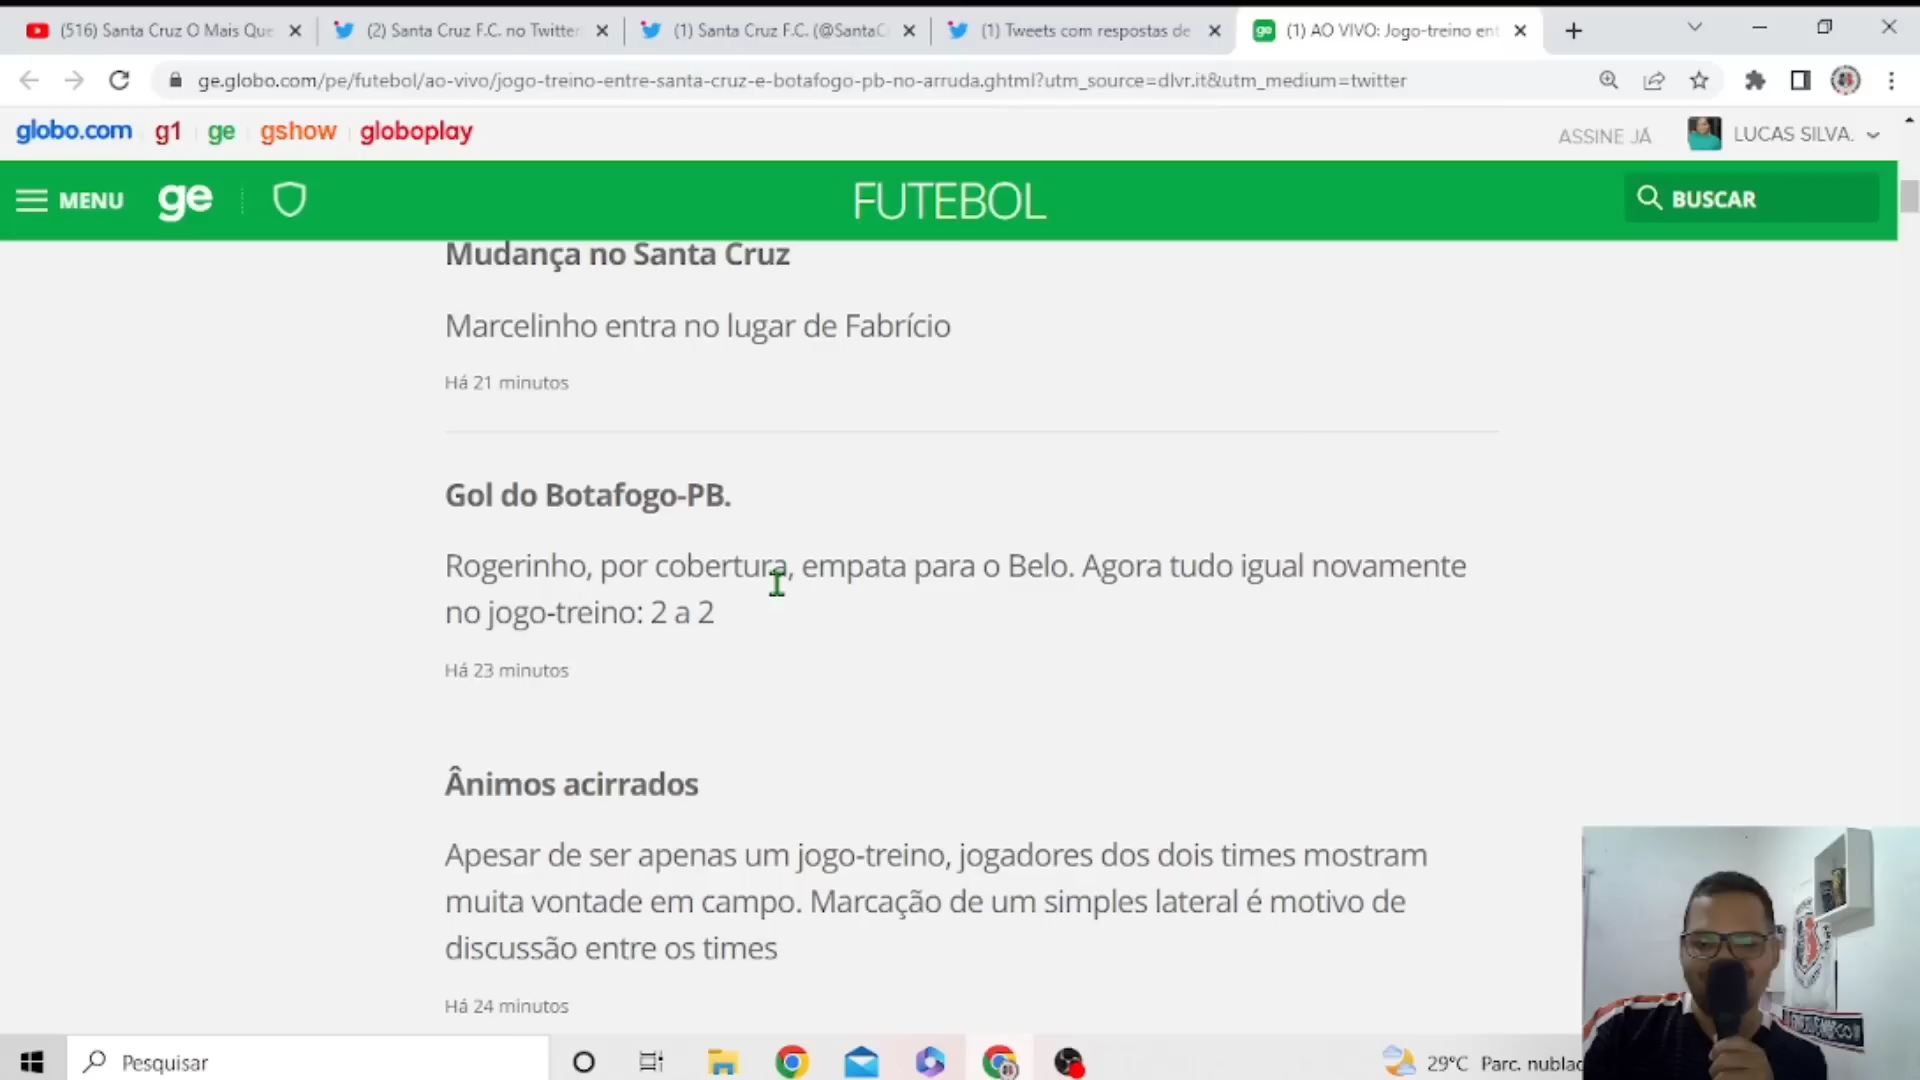 (516) Santa Cruz O Mais Que
(2) Santa Cruz F.C. no Twitter
(1) Santa Cruz F.C. (@SantaC
(1) Tweets com respostas de
ge (1) AO VIVO: Jogo-treino ent
ge.globo.com/pe/futebol/ao-vivo/jogo-treino-entre-santa-cruz-e-botafogo-pb-no-arruda.ghtml?utm_source=dlvr.it&utm_medium=twitter
globo.com g1 ge gshow globoplay
ASSINE JÁ LUCAS SILVA.
MENU ge FUTEBOL BUSCAR
Mudança no Santa Cruz
Marcelinho entra no lugar de Fabrício
Há 21 minutos
Gol do Botafogo-PB.
Rogerinho, por cobertura, empata para o Belo. Agora tudo igual novamente
no jogo-treino: 2 a 2
Há 23 minutos
Ânimos acirrados
Apesar de ser apenas um jogo-treino, jogadores dos dois times mostram
muita vontade em campo. Marcação de um simples lateral é motivo de
discussão entre os times
Há 24 minutos
Pesquisar
29°C Parc. nublad